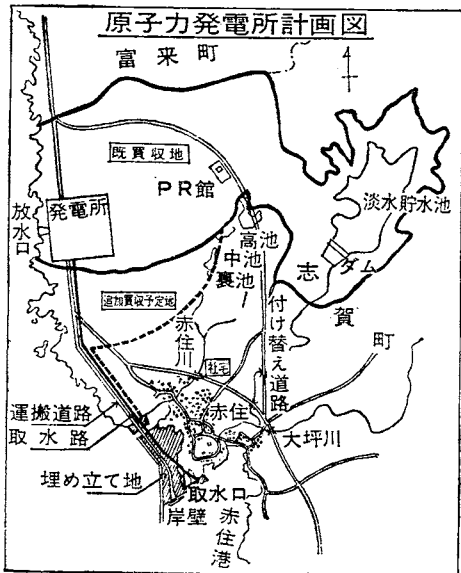 原子力発電所計画図
富来町
既買収地
PR館
発電所
放水口
淡水貯水池
高池
中池
裏池
ダム
志賀町
追加買収予定地
赤住川
付け替え道路
社宅
赤住
運搬道路
取水路
大坪川
埋め立て地
取水口
岸壁
赤住港